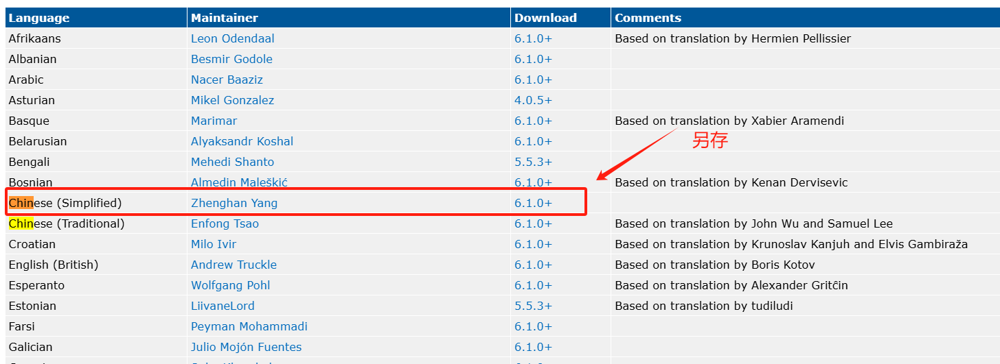 Language Maintainer Download Comments
Afrikaans Leon Odendaal 6.1.0+ Based on translation by Hermien Pellissier
Albanian Besmir Godole 6.1.0+
Arabic Nacer Baaziz 6.1.0+
Asturian Mikel Gonzalez 4.0.5+
Basque Marimar 6.1.0+ Based on translation by Xabier Aramendi
Belarusian Alyaksandr Koshal 6.1.0+ 另存
Bengali Mehedi Shanto 5.5.3+
Bosnian Almedin Maleškić 6.1.0+ Based on translation by Kenan Dervisevic
Chinese (Simplified) Zhenghan Yang 6.1.0+
Chinese (Traditional) Enfong Tsao 6.1.0+ Based on translation by John Wu and Samuel Lee
Croatian Milo Ivir 6.1.0+ Based on translation by Krunoslav Kanjuh and Elvis Gambiraža
English (British) Andrew Truckle 6.1.0+ Based on translation by Boris Kotov
Esperanto Wolfgang Pohl 6.1.0+ Based on translation by Alexander Gritĉin
Estonian LiivaneLord 5.5.3+ Based on translation by tudiludi
Farsi Peyman Mohammadi 6.1.0+
Galician Julio Mojón Fuentes 6.1.0+